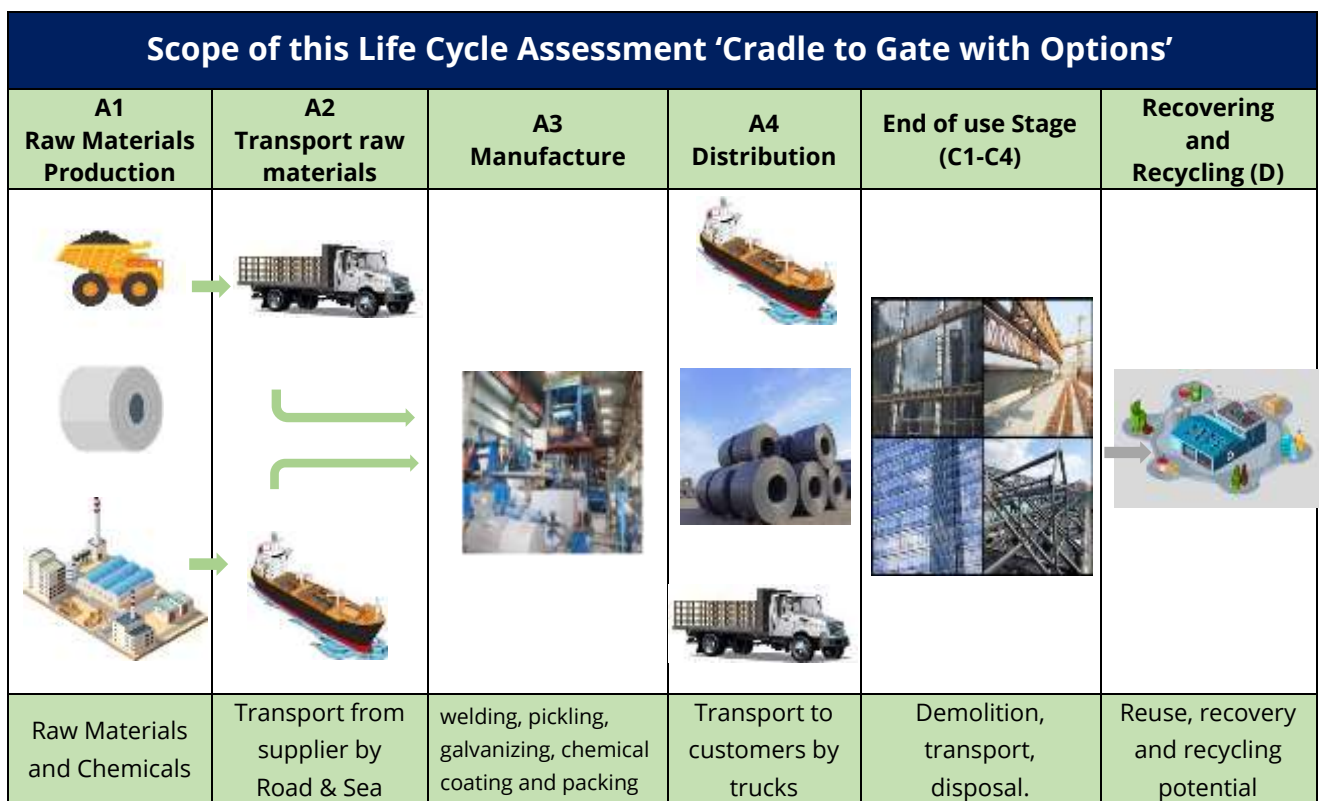 Scope of this Life Cycle Assessment ‘Cradle to Gate with Options’
A1
Raw Materials
Production
A2
Transport raw
materials
A3
Manufacture
A4
Distribution
End of use Stage
(C1-C4)
Recovering
and
Recycling (D)
Raw Materials
and Chemicals
Transport from
supplier by
Road & Sea
welding, pickling,
galvanizing, chemical
coating and packing
Transport to
customers by
trucks
Demolition,
transport,
disposal.
Reuse, recovery
and recycling
potential